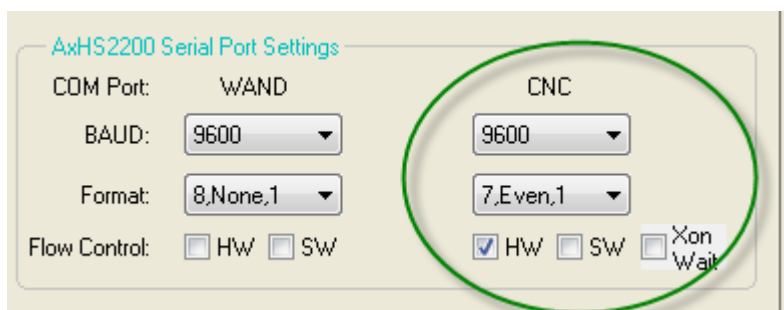 AxHS2200 Serial Port Settings
COM Port: WAND CNC
BAUD: 9600 9600
Format: 8,None,1 7,Even,1
Flow Control: HW SW HW SW Xon Wait